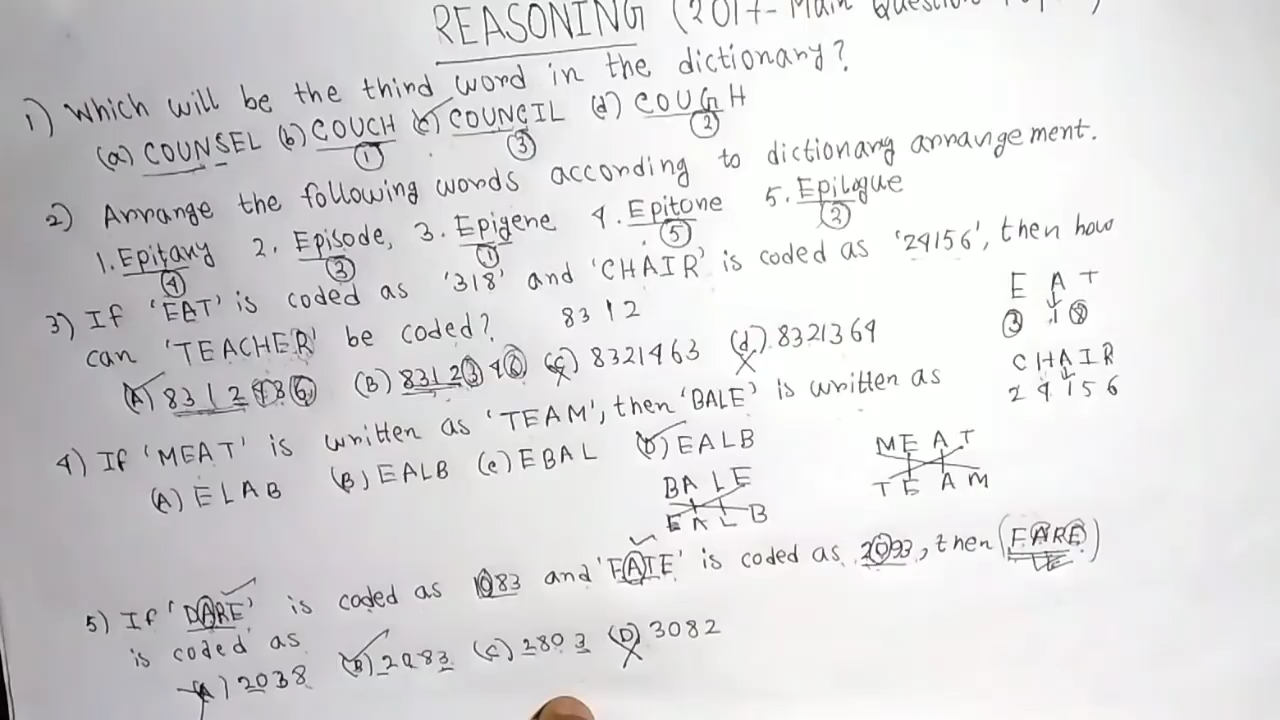 REASONING (2017- Main Question
1) Which will be the third word in the dictionary?
(a) COUNSEL (b) COUCH (c) COUNCIL (d) COUGH
1 3 2
2) Arrange the following words according to dictionary arrangement.
1. Epitany 2. Episode, 3. Epigene 4. Epitone 5. Epilogue
4 3 1 5 2
3) If 'EAT' is coded as '318' and 'CHAIR' is coded as '24156', then how
can 'TEACHER' be coded? 8312
E A T
3 1 8
(A) 8312436 (B) 8312346 (C) 8321463 (d) 8321364
C H A I R
2 4 1 5 6
4) If 'MEAT' is written as 'TEAM', then 'BALE' is written as
(A) ELAB (B) EALB (C) EBAL (D) EALB
MEAT
TEAM
BALE
EALB
5) If 'DARE' is coded as 1083 and 'FATE' is coded as 2093, then (FARE)
is coded as
(A) 2038 (B) 2083 (C) 2803 (D) 3082